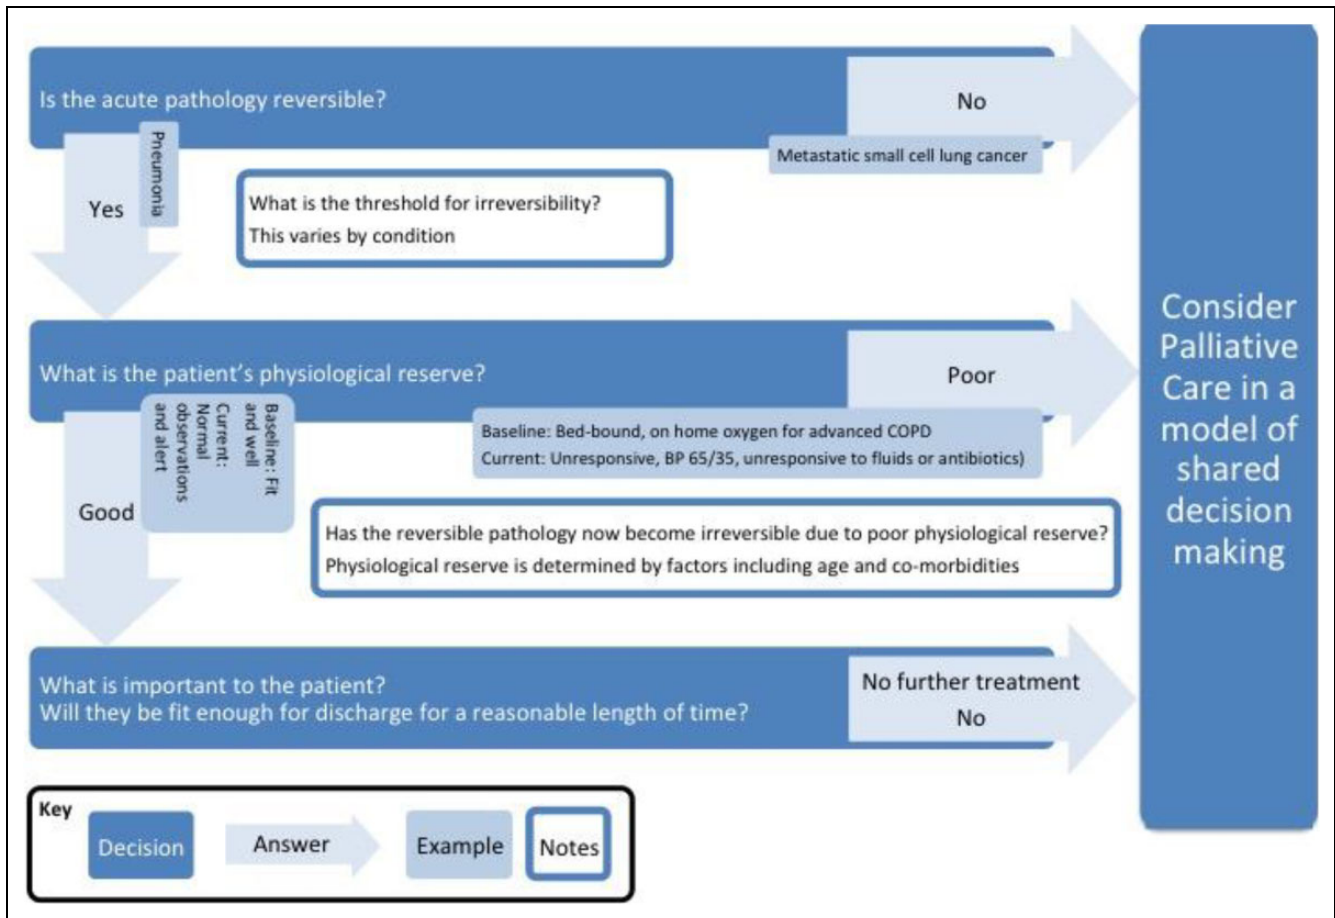 Is the acute pathology reversible?
No
Metastatic small cell lung cancer
Pneumonia
Yes
What is the threshold for irreversibility?
This varies by condition
What is the patient's physiological reserve?
Poor
Baseline: Bed-bound, on home oxygen for advanced COPD
Current: Unresponsive, BP 65/35, unresponsive to fluids or antibiotics)
Baseline: Fit
and well
Current:
Normal
observations
and alert
Good
Has the reversible pathology now become irreversible due to poor physiological reserve?
Physiological reserve is determined by factors including age and co-morbidities
What is important to the patient?
Will they be fit enough for discharge for a reasonable length of time?
No further treatment
No
Consider
Palliative
Care in a
model of
shared
decision
making
Key
Decision
Answer
Example
Notes